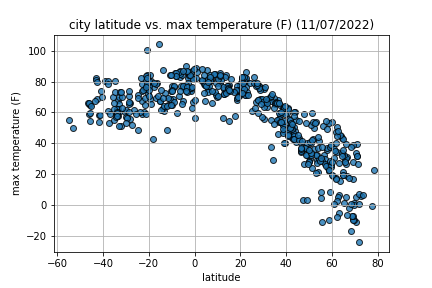 city latitude vs. max temperature (F) (11/07/2022)
100
80
60
40
20
0
−20
max temperature (F)
−60 −40 −20 0 20 40 60 80
latitude